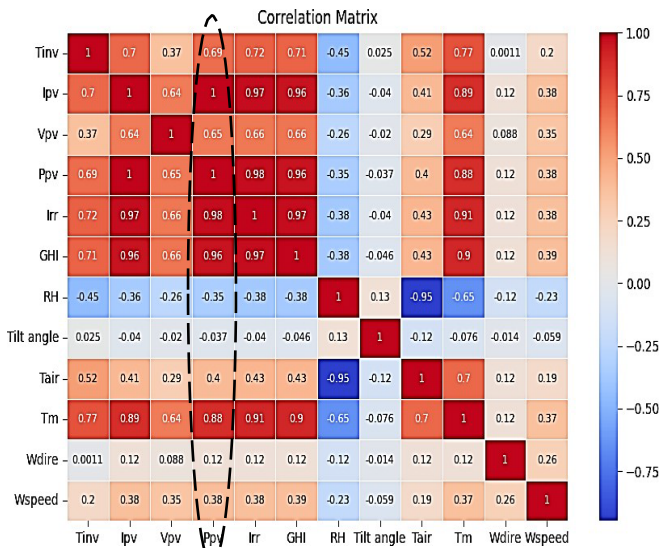 Correlation Matrix
Tinv 1 0.7 0.37 0.69 0.72 0.71 -0.45 0.025 0.52 0.77 0.0011 0.2
Ipv 0.7 1 0.64 1 0.97 0.96 -0.36 -0.04 0.41 0.89 0.12 0.38
Vpv 0.37 0.64 1 0.65 0.66 0.66 -0.26 -0.02 0.29 0.64 0.088 0.35
Ppv 0.69 1 0.65 1 0.98 0.96 -0.35 -0.037 0.4 0.88 0.12 0.38
Irr 0.72 0.97 0.66 0.98 1 0.97 -0.38 -0.04 0.43 0.91 0.12 0.38
GHI 0.71 0.96 0.66 0.96 0.97 1 -0.38 -0.046 0.43 0.9 0.12 0.39
RH -0.45 -0.36 -0.26 -0.35 -0.38 -0.38 1 0.13 -0.95 -0.65 -0.12 -0.23
Tilt angle 0.025 -0.04 -0.02 -0.037 -0.04 -0.046 0.13 1 -0.12 -0.076 -0.014 -0.059
Tair 0.52 0.41 0.29 0.4 0.43 0.43 -0.95 -0.12 1 0.7 0.12 0.19
Tm 0.77 0.89 0.64 0.88 0.91 0.9 -0.65 -0.076 0.7 1 0.12 0.37
Wdire 0.0011 0.12 0.088 0.12 0.12 0.12 -0.12 -0.014 0.12 0.12 1 0.26
Wspeed 0.2 0.38 0.35 0.38 0.38 0.39 -0.23 -0.059 0.19 0.37 0.26 1
Tinv Ipv Vpv Ppv Irr GHI RH Tilt angle Tair Tm Wdire Wspeed
1.00
0.75
0.50
0.25
0.00
-0.25
-0.50
-0.75